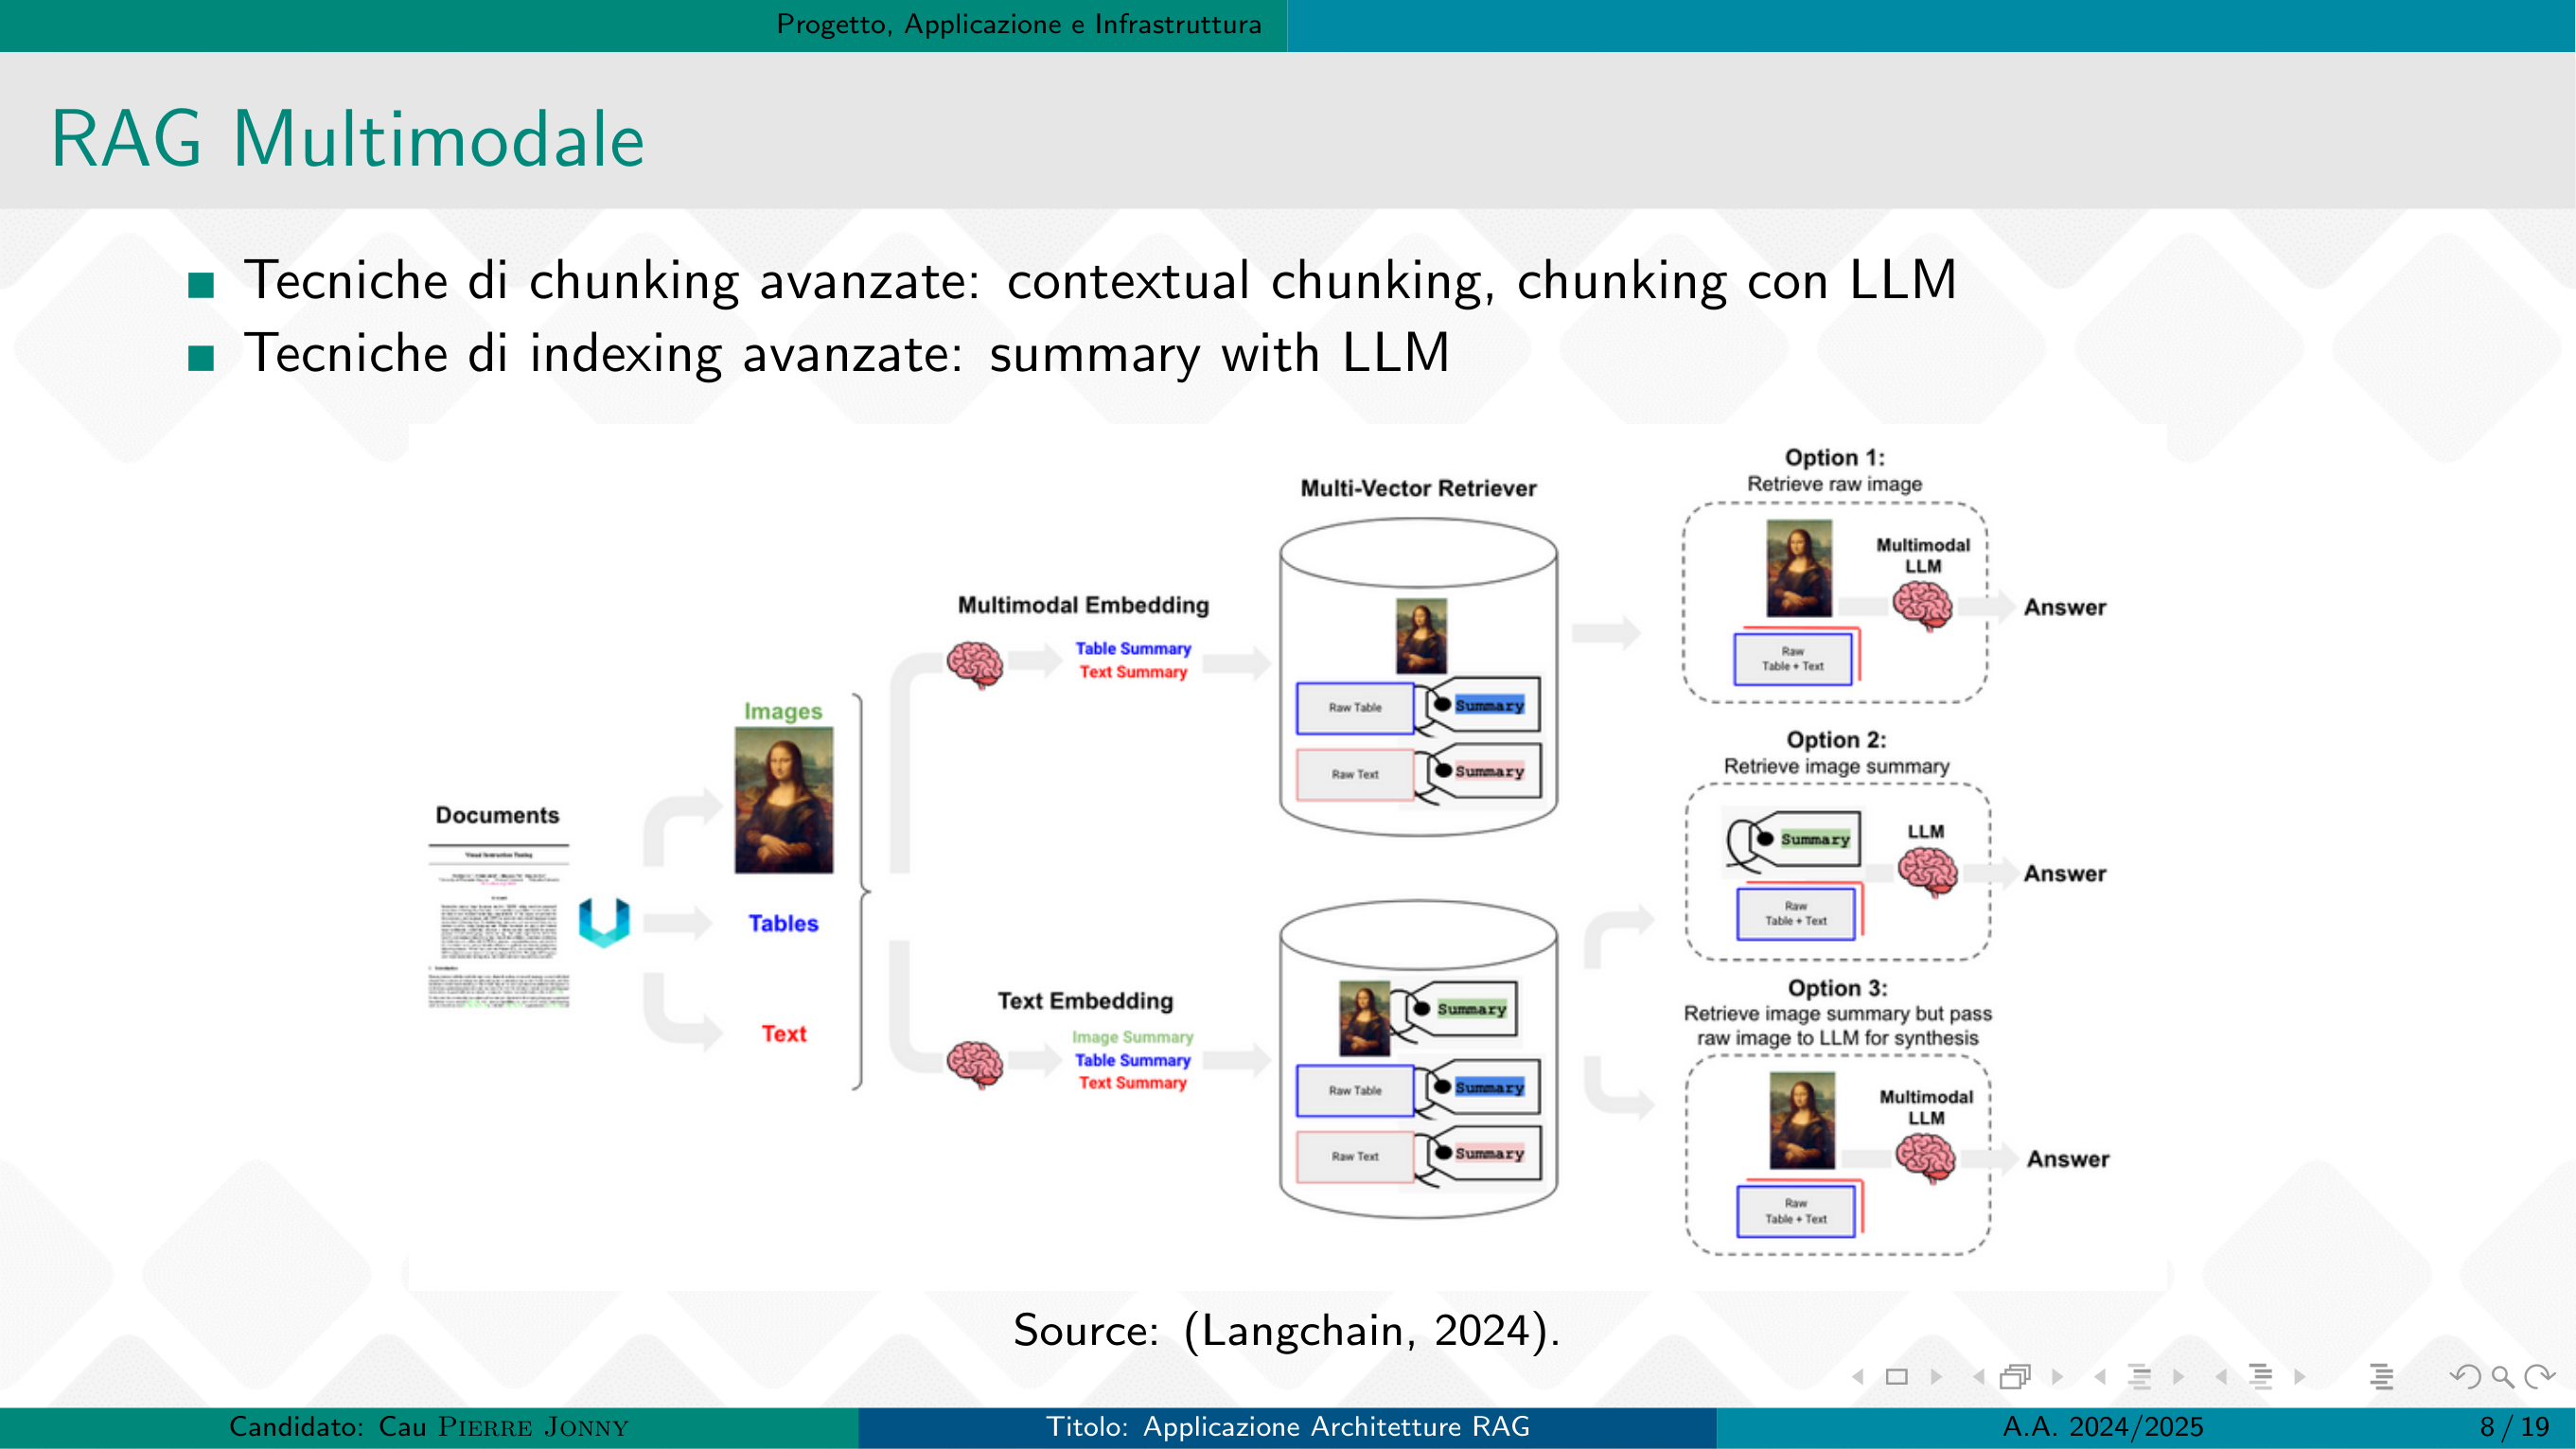 Progetto, Applicazione e Infrastruttura
RAG Multimodale
Tecniche di chunking avanzate: contextual chunking, chunking con LLM
Tecniche di indexing avanzate: summary with LLM
Documents
Visual Instruction Tuning
Images
Tables
Text
Multimodal Embedding
Table Summary
Text Summary
Text Embedding
Image Summary
Table Summary
Text Summary
Multi-Vector Retriever
Raw Table
Summary
Raw Text
Summary
Summary
Raw Table
Summary
Raw Text
Summary
Option 1:
Retrieve raw image
Multimodal
LLM
Raw
Table + Text
Answer
Option 2:
Retrieve image summary
Summary
LLM
Raw
Table + Text
Answer
Option 3:
Retrieve image summary but pass
raw image to LLM for synthesis
Multimodal
LLM
Raw
Table + Text
Answer
Source: (Langchain, 2024).
Candidato: Cau Pierre Jonny
Titolo: Applicazione Architetture RAG
A.A. 2024/2025
8 / 19